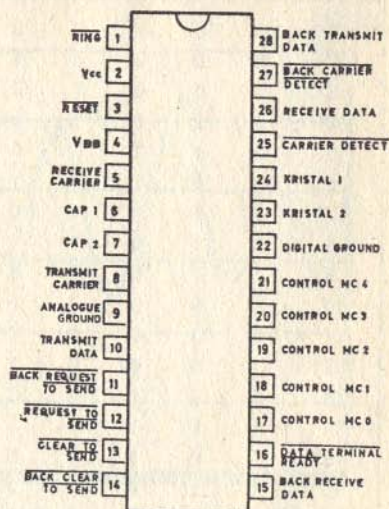 RING 1
Vcc 2
RESET 3
VBB 4
RECEIVE
CARRIER 5
CAP 1 6
CAP 2 7
TRANSMIT
CARRIER 8
ANALOGUE
GROUND 9
TRANSMIT
DATA 10
BACK REQUEST
TO SEND 11
REQUEST TO
SEND 12
CLEAR TO
SEND 13
BACK CLEAR
TO SEND 14
28 BACK TRANSMIT
DATA
27 BACK CARRIER
DETECT
26 RECEIVE DATA
25 CARRIER DETECT
24 KRISTAL 1
23 KRISTAL 2
22 DIGITAL GROUND
21 CONTROL MC 4
20 CONTROL MC 3
19 CONTROL MC 2
18 CONTROL MC 1
17 CONTROL MC 0
16 DATA TERMINAL
READY
15 BACK RECEIVE
DATA